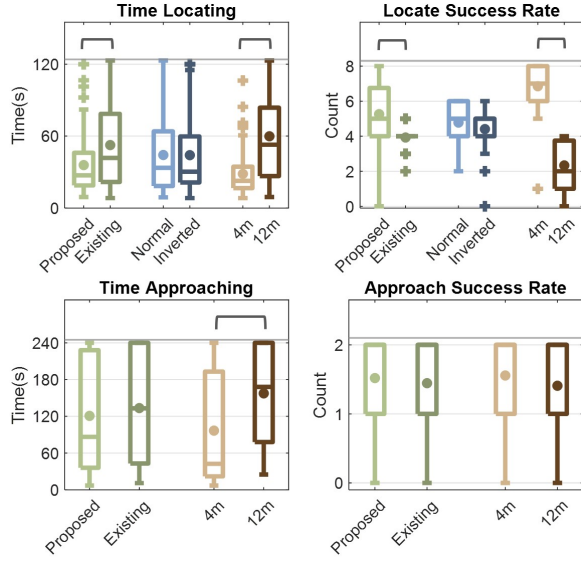 Time Locating
Time(s)
120
60
0
Proposed
Existing
Normal
Inverted
4m
12m
Locate Success Rate
Count
8
6
4
2
0
Proposed
Existing
Normal
Inverted
4m
12m
Time Approaching
Time(s)
240
180
120
60
0
Proposed
Existing
4m
12m
Approach Success Rate
Count
2
1
0
Proposed
Existing
4m
12m